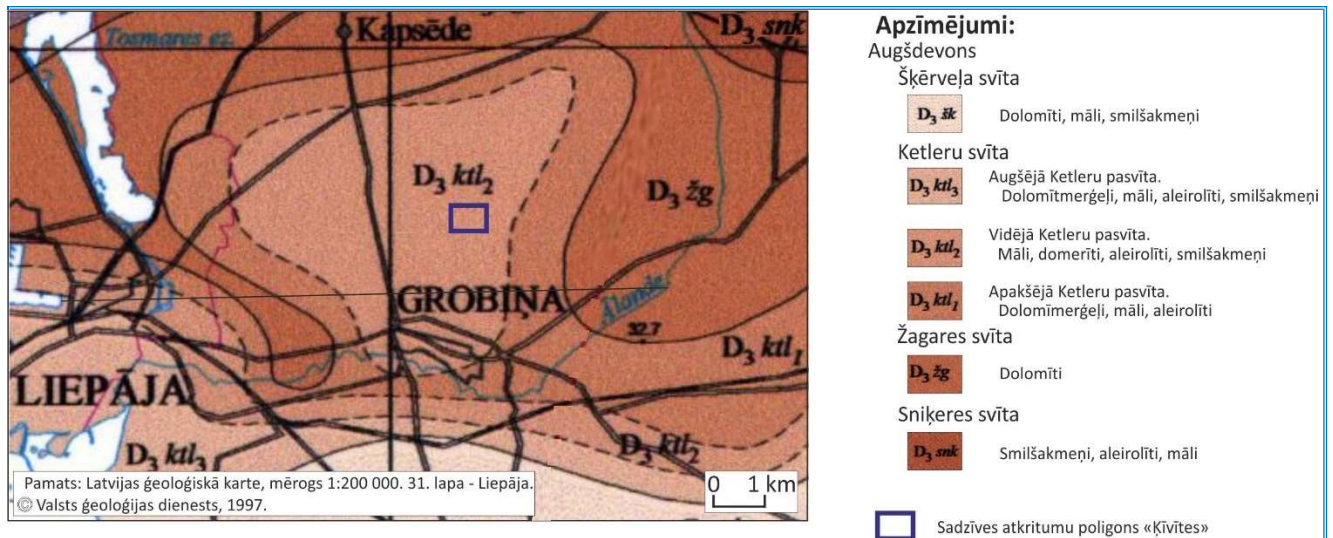 Tosmares ez.
Kapsēde
D3 snk
D3 ktl2
D3 žg
GROBIŅA
Ālande
32.7
D3 ktl1
LIEPĀJA
D3 ktl3
D3 ktl2
Pamats: Latvijas ģeoloģiskā karte, mērogs 1:200 000. 31. lapa - Liepāja.
© Valsts ģeoloģijas dienests, 1997.
0 1 km
Apzīmējumi:
Augšdevons
Šķērveļa svīta
D3 šk Dolomīti, māli, smilšakmeņi
Ketleru svīta
D3 ktl3 Augšējā Ketleru pasvīta.
Dolomītmerģeļi, māli, aleirolīti, smilšakmeņi
D3 ktl2 Vidējā Ketleru pasvīta.
Māli, domerīti, aleirolīti, smilšakmeņi
D3 ktl1 Apakšējā Ketleru pasvīta.
Dolomīmerģeļi, māli, aleirolīti
Žagares svīta
D3 žg Dolomīti
Sniķeres svīta
D3 snk Smilšakmeņi, aleirolīti, māli
Sadzīves atkritumu poligons «Ķīvītes»